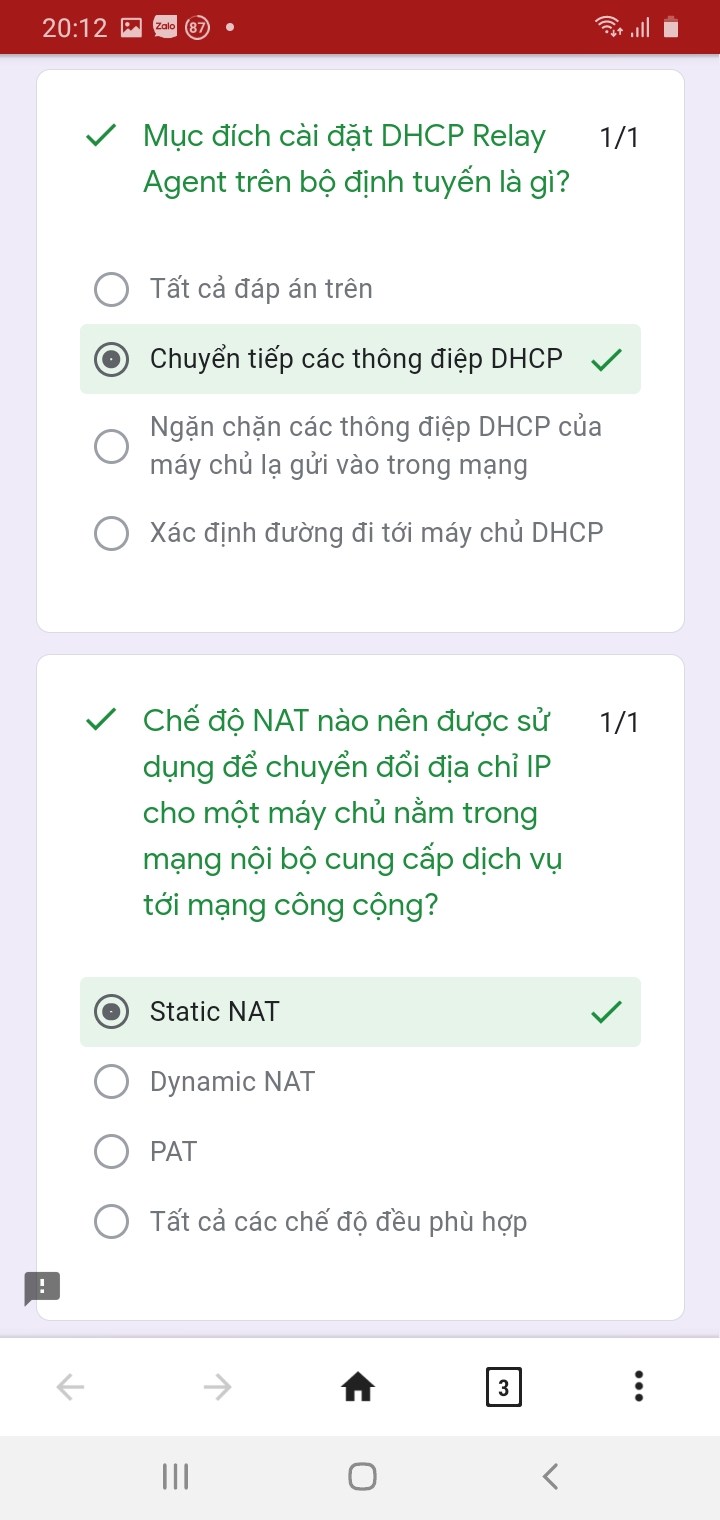 20:12 Zalo 87
Mục đích cài đặt DHCP Relay 1/1
Agent trên bộ định tuyến là gì?
Tất cả đáp án trên
Chuyển tiếp các thông điệp DHCP
Ngăn chặn các thông điệp DHCP của
máy chủ lạ gửi vào trong mạng
Xác định đường đi tới máy chủ DHCP
Chế độ NAT nào nên được sử 1/1
dụng để chuyển đổi địa chỉ IP
cho một máy chủ nằm trong
mạng nội bộ cung cấp dịch vụ
tới mạng công cộng?
Static NAT
Dynamic NAT
PAT
Tất cả các chế độ đều phù hợp
3